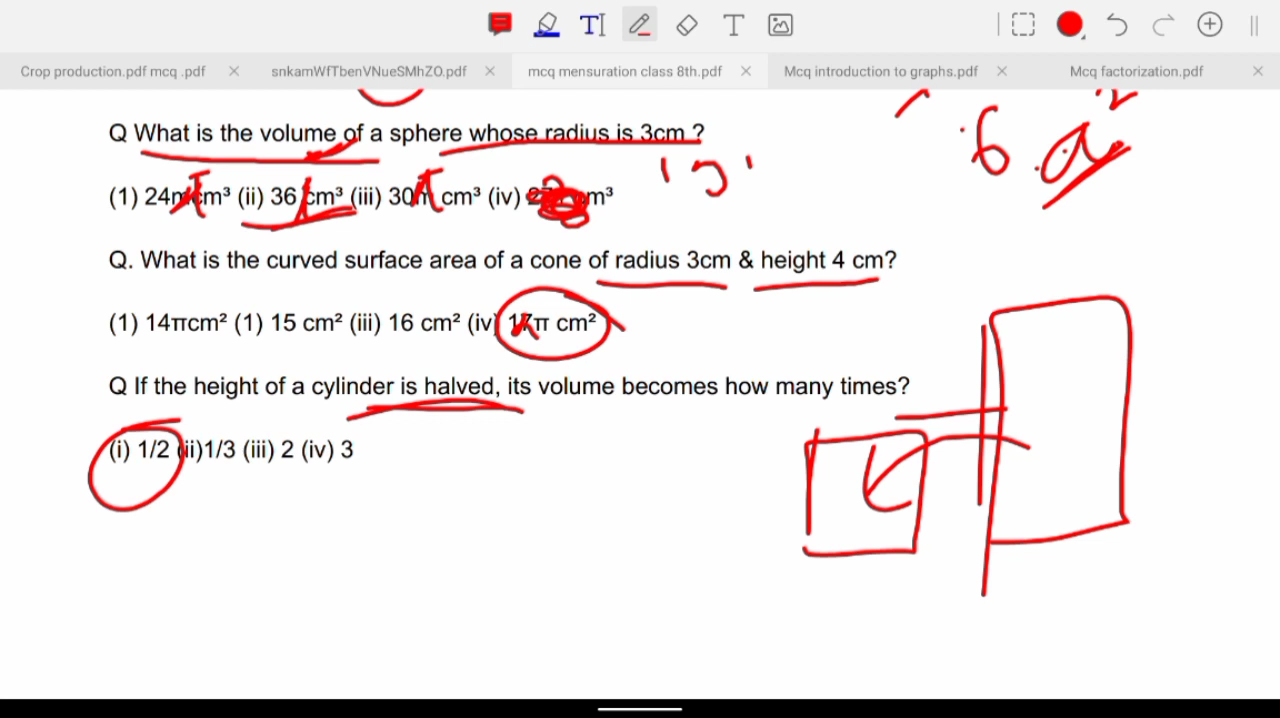 TI T
Crop production.pdf mcq .pdf snkamWfTbenVNueSMhZO.pdf mcq mensuration class 8th.pdf Mcq introduction to graphs.pdf Mcq factorization.pdf
Q What is the volume of a sphere whose radius is 3cm ?
(1) 24 cm³ (ii) 36 cm³ (iii) 30 cm³ (iv) m³
Q. What is the curved surface area of a cone of radius 3cm & height 4 cm?
(1) 14πcm² (1) 15 cm² (iii) 16 cm² (iv) π cm²
Q If the height of a cylinder is halved, its volume becomes how many times?
(i) 1/2 (ii)1/3 (iii) 2 (iv) 3